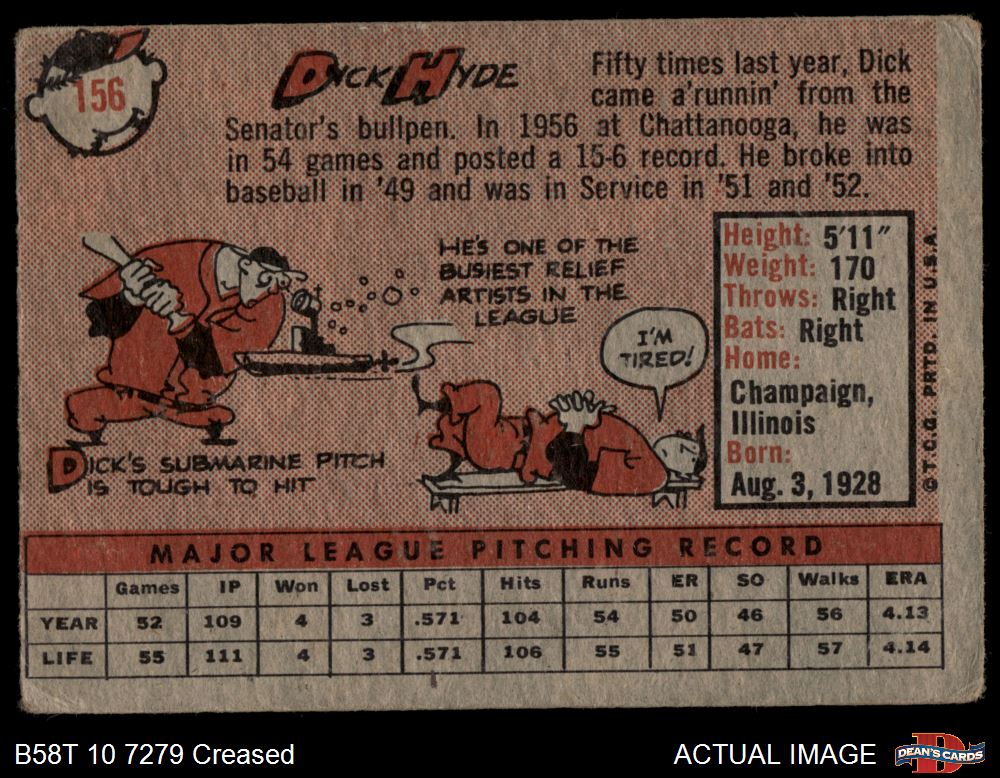 156
DICK HYDE
Fifty times last year, Dick
came a'runnin' from the
Senator's bullpen. In 1956 at Chattanooga, he was
in 54 games and posted a 15-6 record. He broke into
baseball in '49 and was in Service in '51 and '52.
HE'S ONE OF THE
BUSIEST RELIEF
ARTISTS IN THE
LEAGUE
I'M
TIRED!
DICK'S SUBMARINE PITCH
IS TOUGH TO HIT
Height: 5'11"
Weight: 170
Throws: Right
Bats: Right
Home:
Champaign,
Illinois
Born:
Aug. 3, 1928
© T.C.G. PRTD. IN U.S.A.
MAJOR LEAGUE PITCHING RECORD
Games IP Won Lost Pct Hits Runs ER SO Walks ERA
YEAR 52 109 4 3 .571 104 54 50 46 56 4.13
LIFE 55 111 4 3 .571 106 55 51 47 57 4.14
B58T 10 7279 Creased
ACTUAL IMAGE
DEAN'S CARDS